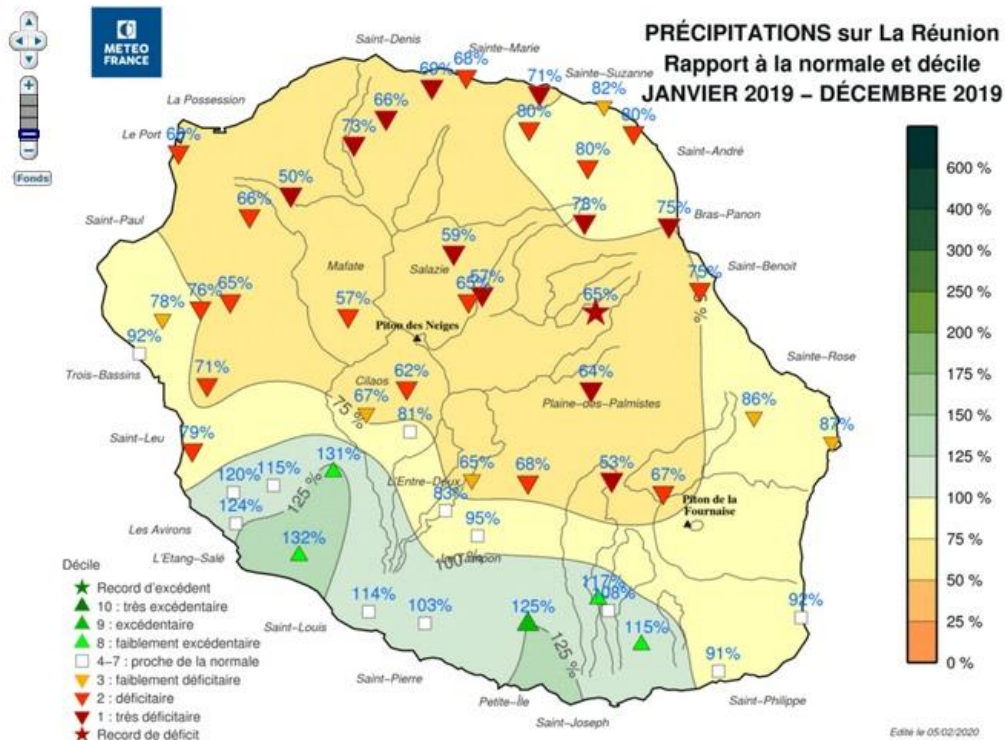 METEO
FRANCE
Fonds
PRÉCIPITATIONS sur La Réunion
Rapport à la normale et décile
JANVIER 2019 – DÉCEMBRE 2019
Saint-Denis
Sainte-Marie
68%
69%
71%
Sainte-Suzanne
82%
La Possession
66%
80%
80%
Le Port
73%
Saint-André
80%
50%
66%
78%
75%
Bras-Panon
Saint-Paul
59%
Mafate
Salazie
57%
65%
75%
Saint-Benoit
76%
65%
78%
57%
65%
75 %
Piton des Neiges
92%
Trois-Bassins
Sainte-Rose
71%
Cilaos
62%
64%
67%
75 %
Plaine-des-Palmistes
81%
86%
87%
Saint-Leu
79%
131%
120%
115%
125 %
L'Entre-Deux
65%
68%
53%
67%
83%
Piton de la
Fournaise
124%
Les Avirons
95%
132%
L'Etang-Salé
100 %
117%
108%
114%
103%
125%
92%
115%
Saint-Louis
125 %
91%
Saint-Pierre
Petite-Île
Saint-Philippe
Saint-Joseph
Décile
Record d'excédent
10 : très excédentaire
9 : excédentaire
8 : faiblement excédentaire
4-7 : proche de la normale
3 : faiblement déficitaire
2 : déficitaire
1 : très déficitaire
Record de déficit
600 %
400 %
300 %
250 %
200 %
175 %
150 %
125 %
100 %
75 %
50 %
25 %
0 %
Edité le 05/02/2020